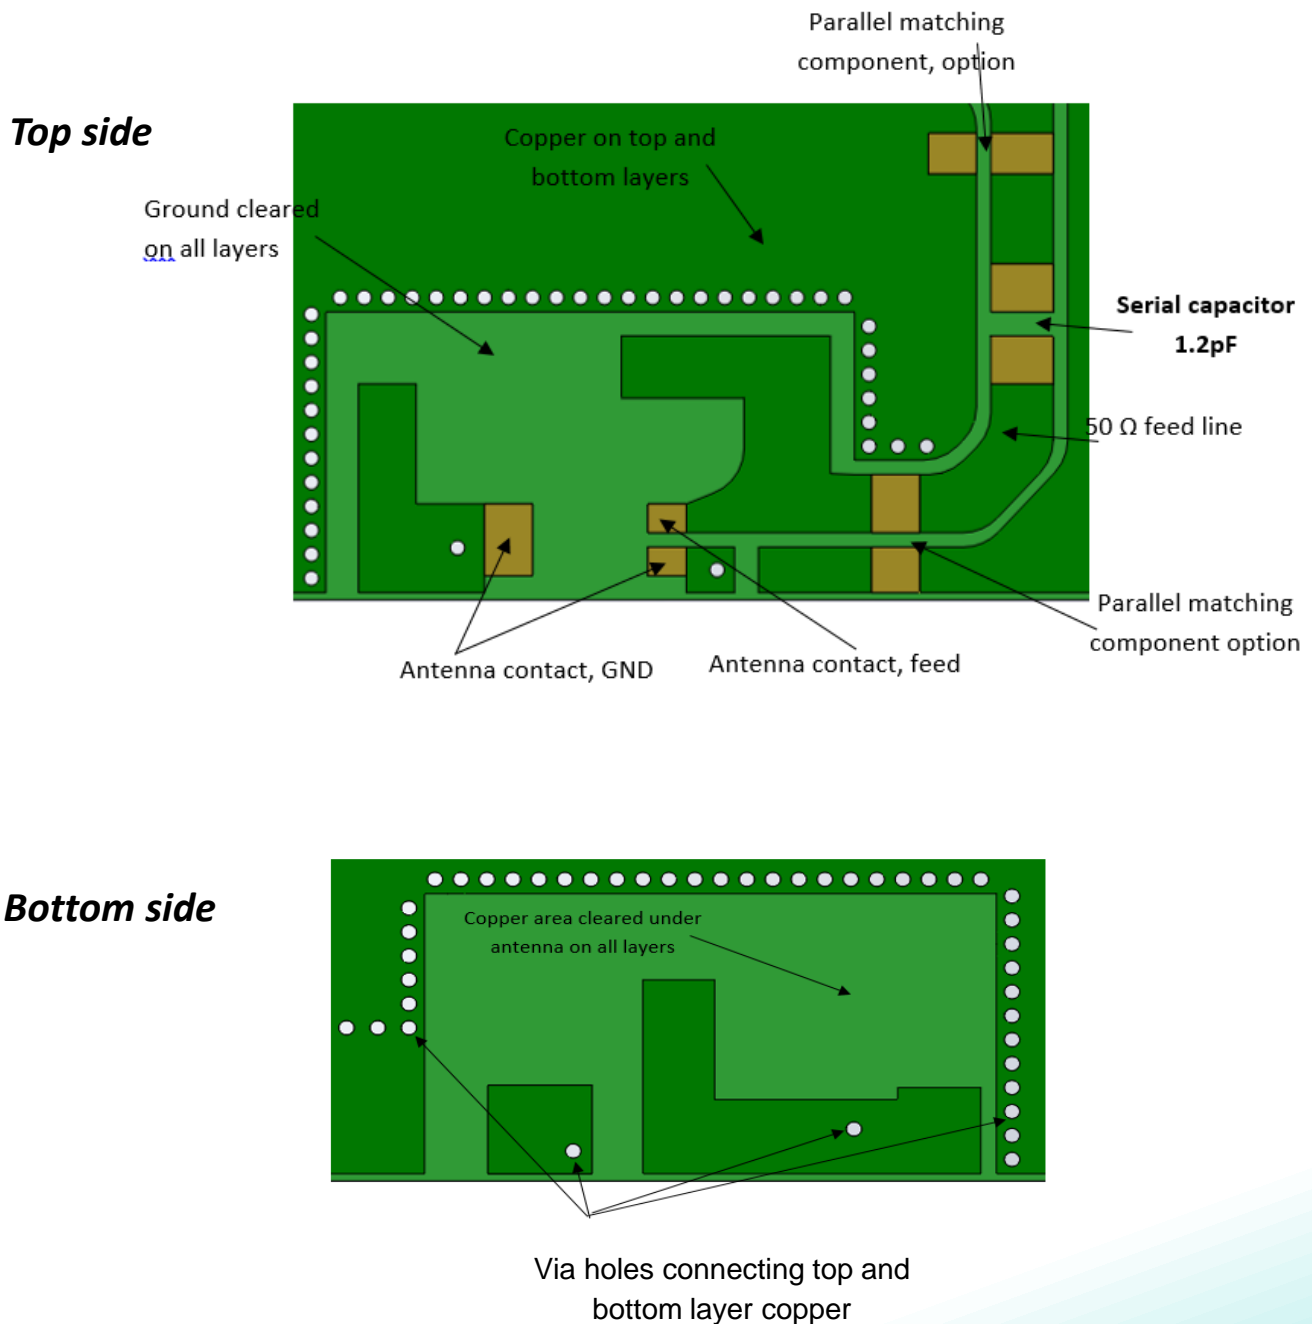 Parallel matching
component, option
Top side
Copper on top and
bottom layers
Ground cleared
on all layers
Serial capacitor
1.2pF
50 Ω feed line
Parallel matching
component option
Antenna contact, GND
Antenna contact, feed
Bottom side
Copper area cleared under
antenna on all layers
Via holes connecting top and
bottom layer copper